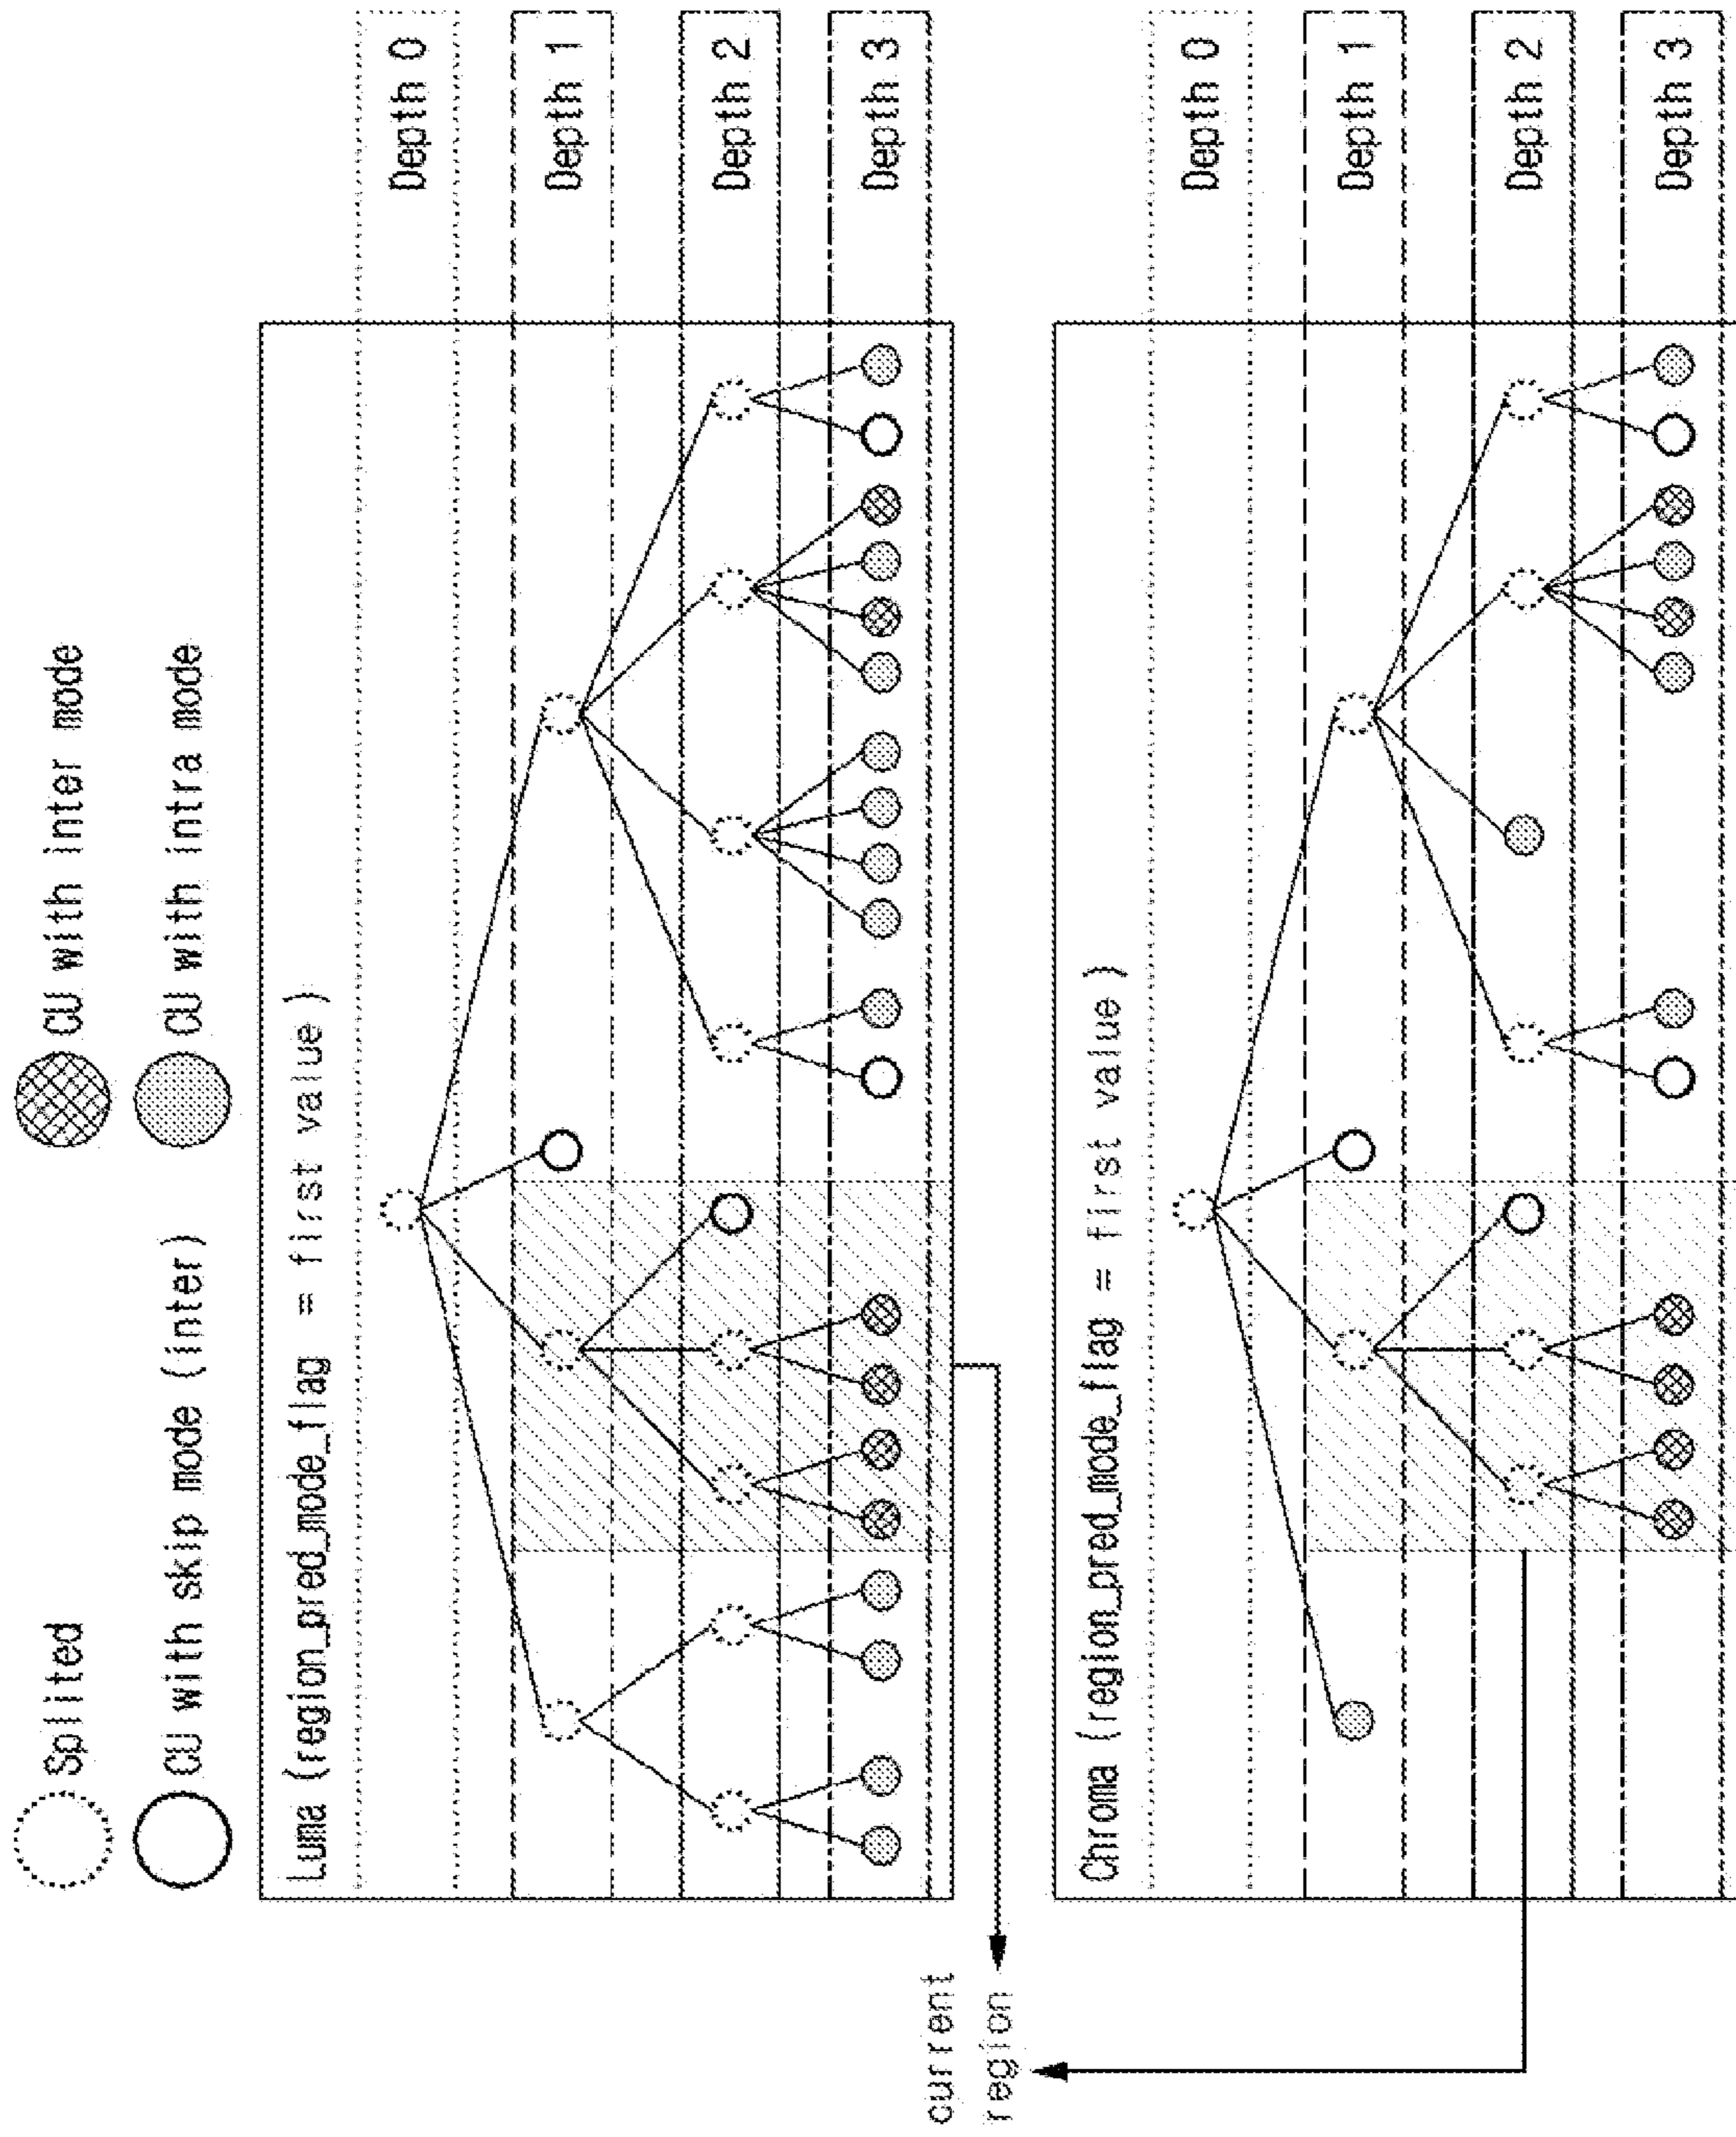 Splited
CU with inter mode
CU with skip mode (inter)
CU with intra mode
Luma (region_pred_mode_flag = first value)
Depth 0
Depth 1
Depth 2
Depth 3
current
region
Chroma (region_pred_mode_flag = first value)
Depth 0
Depth 1
Depth 2
Depth 3